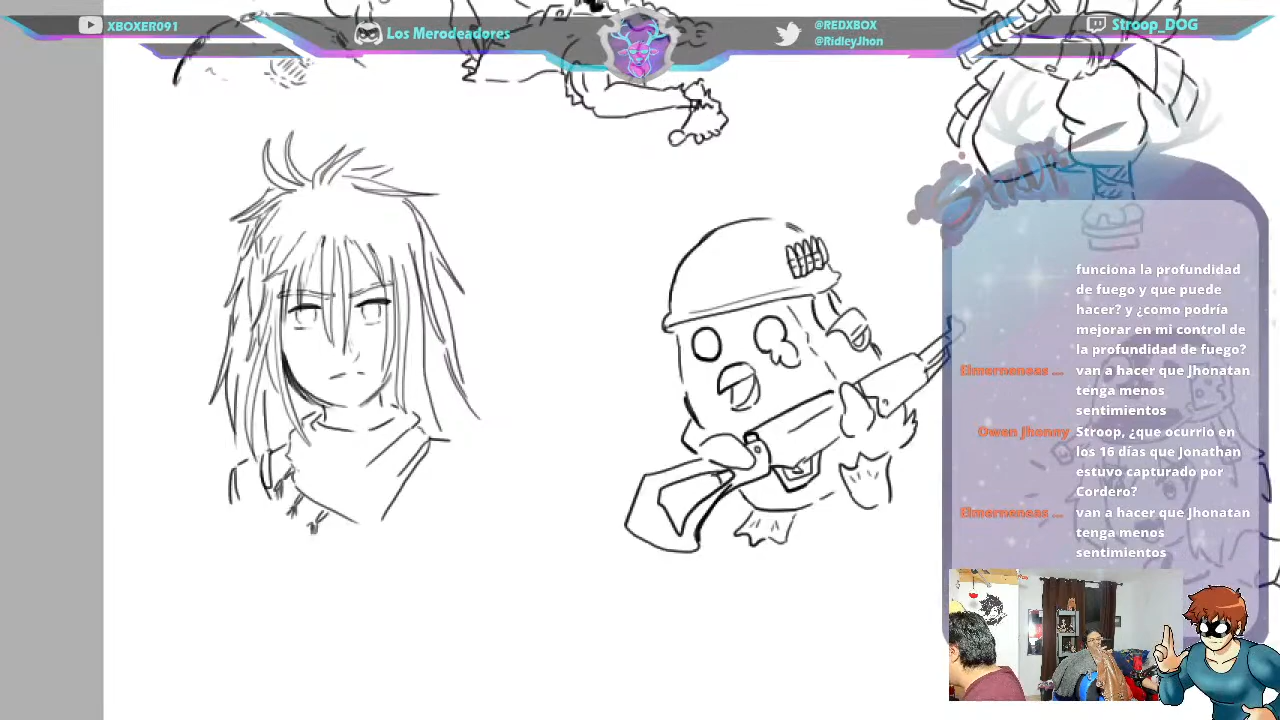 XBOXER091
Los Merodeadores
@REDXBOX
@RidleyJhon
Stroop_DOG
funciona la profundidad
de fuego y que puede
hacer? y ¿como podría
mejorar en mi control de
la profundidad de fuego?
Elmerneneas ... van a hacer que Jhonatan
tenga menos
sentimientos
Owen Jhonny Stroop, ¿que ocurrio en
los 16 días que Jonathan
estuvo capturado por
Cordero?
Elmerneneas ... van a hacer que Jhonatan
tenga menos
sentimientos